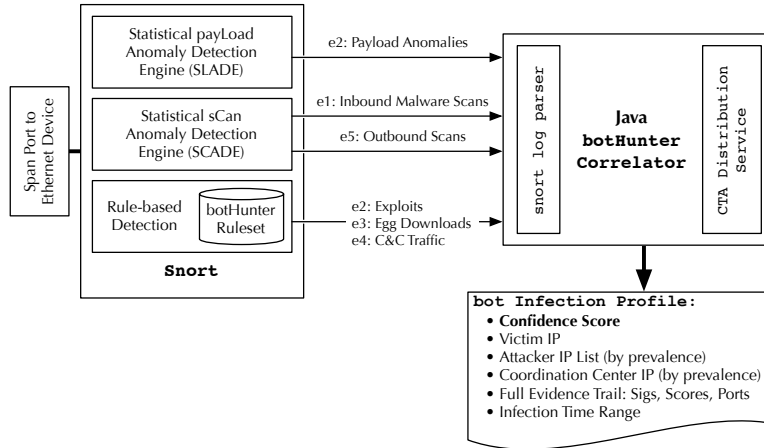 Span Port to
Ethernet Device
Statistical payLoad
Anomaly Detection
Engine (SLADE)
Statistical sCan
Anomaly Detection
Engine (SCADE)
Rule-based
Detection
botHunter
Ruleset
Snort
e2: Payload Anomalies
e1: Inbound Malware Scans
e5: Outbound Scans
e2: Exploits
e3: Egg Downloads
e4: C&C Traffic
snort log parser
Java
botHunter
Correlator
CTA Distribution
Service
bot Infection Profile:
• Confidence Score
• Victim IP
• Attacker IP List (by prevalence)
• Coordination Center IP (by prevalence)
• Full Evidence Trail: Sigs, Scores, Ports
• Infection Time Range